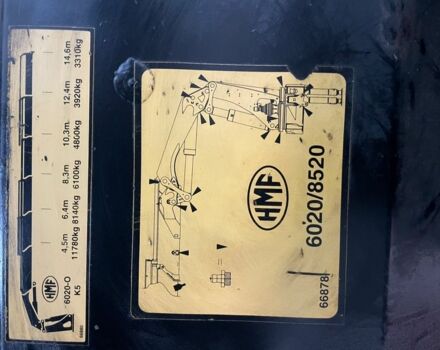 HMF
6020-O
K5
4,5m 6,4m 8,3m 10,3m 12,4m 14,6m
11780kg 8140kg 6100kg 4800kg 3920kg 3310kg
HMF
6020/8520
66878